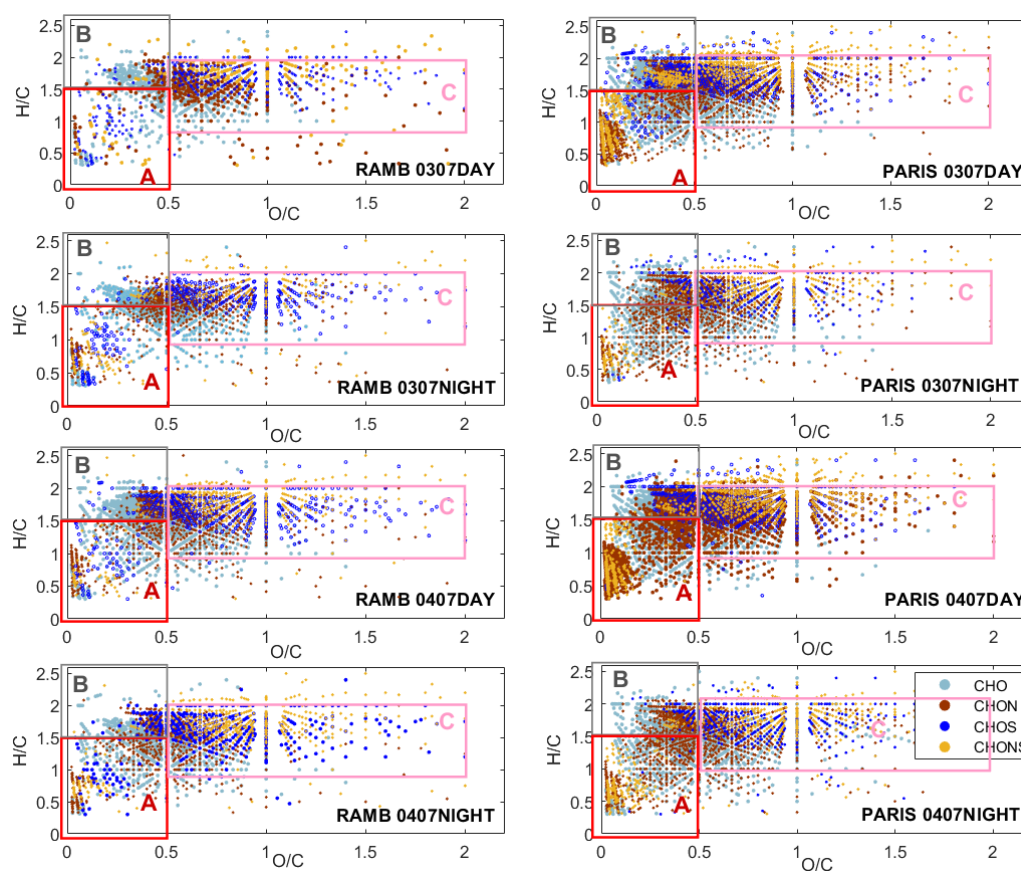 B
H/C
2.5
2
1.5
1
0.5
0
C
A
RAMB 0307DAY
0 0.5 1 1.5 2
O/C
B
H/C
2.5
2
1.5
1
0.5
0
C
A
PARIS 0307DAY
0 0.5 1 1.5 2
O/C
B
H/C
2.5
2
1.5
1
0.5
0
C
A
RAMB 0307NIGHT
0 0.5 1 1.5 2
O/C
B
H/C
2.5
2
1.5
1
0.5
0
C
A
PARIS 0307NIGHT
0 0.5 1 1.5 2
O/C
B
H/C
2.5
2
1.5
1
0.5
0
C
A
RAMB 0407DAY
0 0.5 1 1.5 2
O/C
B
H/C
2.5
2
1.5
1
0.5
0
C
A
PARIS 0407DAY
0 0.5 1 1.5 2
O/C
B
H/C
2.5
2
1.5
1
0.5
0
C
A
RAMB 0407NIGHT
0 0.5 1 1.5 2
O/C
B
H/C
2.5
2
1.5
1
0.5
0
C
A
CHO
CHON
CHOS
CHONS
PARIS 0407NIGHT
0 0.5 1 1.5 2
O/C